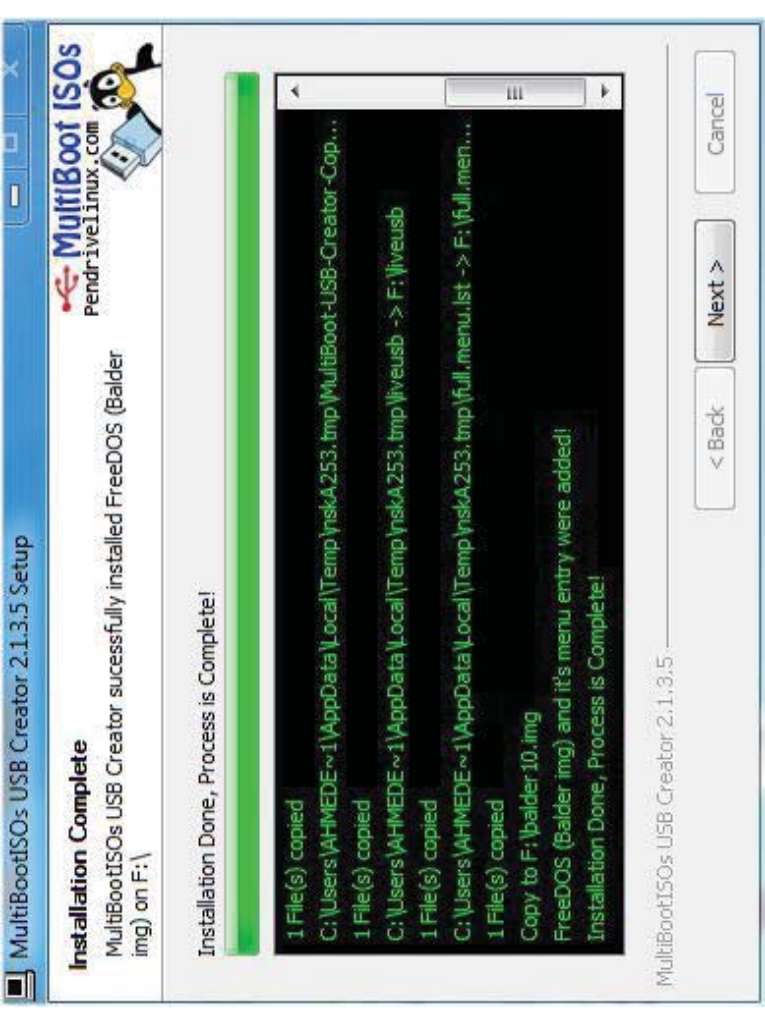 MultiBootISOs USB Creator 2.1.3.5 Setup
Installation Complete
MultiBootISOs USB Creator sucessfully installed FreeDOS (Balder
img) on F:\
MultiBoot ISOs
Pendrivelinux.com
Installation Done, Process is Complete!
1 File(s) copied
C:\Users\AHMEDE~1\AppData\Local\Temp\nskA253.tmp\MultiBoot-USB-Creator-Cop...
1 File(s) copied
C:\Users\AHMEDE~1\AppData\Local\Temp\nskA253.tmp\liveusb -> F:\liveusb
1 File(s) copied
C:\Users\AHMEDE~1\AppData\Local\Temp\nskA253.tmp\full.menu.lst -> F:\full.men...
1 File(s) copied
Copy to F:\balder10.img
FreeDOS (Balder img) and it's menu entry were added!
Installation Done, Process is Complete!
MultiBootISOs USB Creator 2.1.3.5
< Back
Next >
Cancel